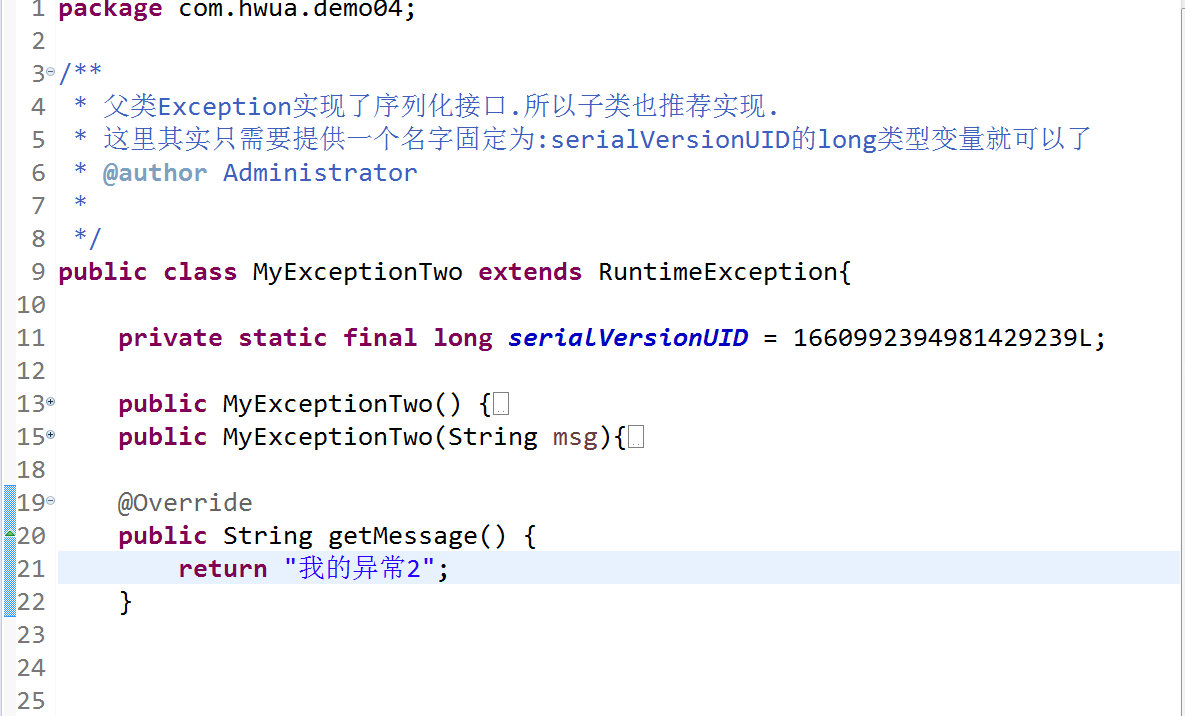 1 package com.hwua.demo04;
2
3 /**
4  * 父类Exception实现了序列化接口.所以子类也推荐实现.
5  * 这里其实只需要提供一个名字固定为:serialVersionUID的long类型变量就可以了
6  * @author Administrator
7  *
8  */
9 public class MyExceptionTwo extends RuntimeException{
10
11     private static final long serialVersionUID = 1660992394981429239L;
12
13     public MyExceptionTwo() {
15     public MyExceptionTwo(String msg){
18
19     @Override
20     public String getMessage() {
21         return "我的异常2";
22     }
23
24
25